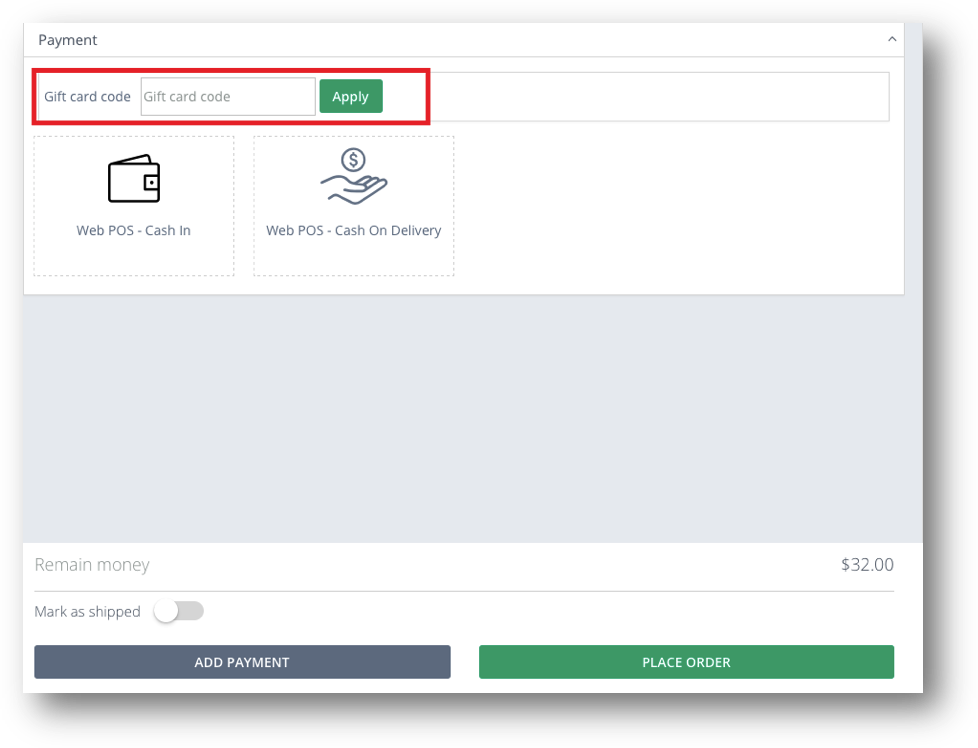 Payment
Gift card code Gift card code Apply
$
Web POS - Cash In Web POS - Cash On Delivery
Remain money $32.00
Mark as shipped
ADD PAYMENT PLACE ORDER